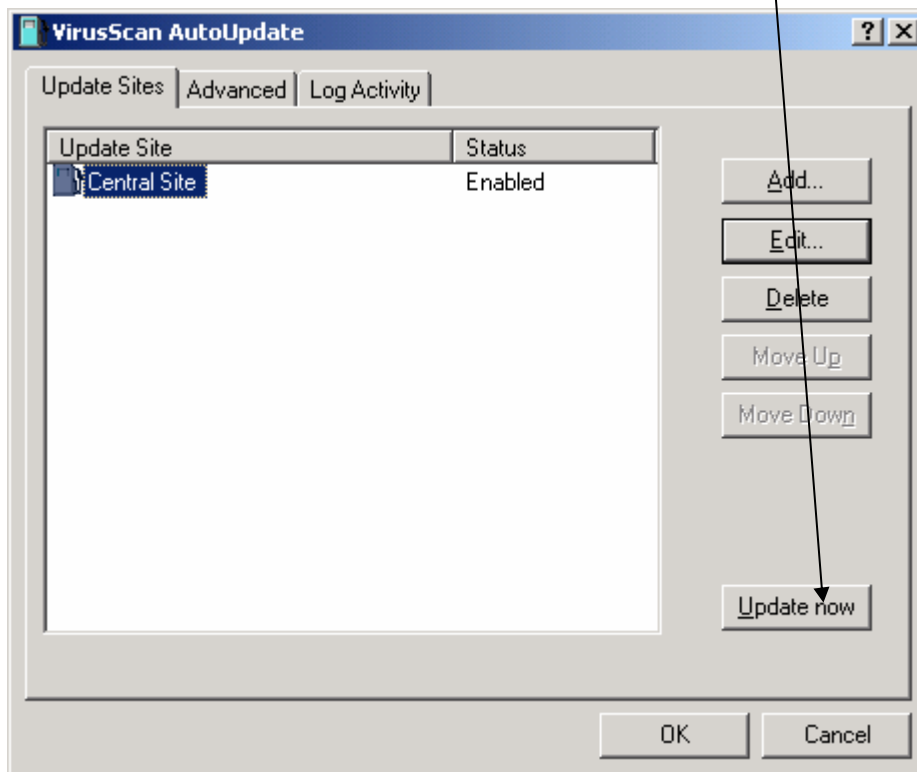 VirusScan AutoUpdate
Update Sites Advanced Log Activity
Update Site Status
Central Site Enabled
Add...
Edit...
Delete
Move Up
Move Down
Update now
OK Cancel